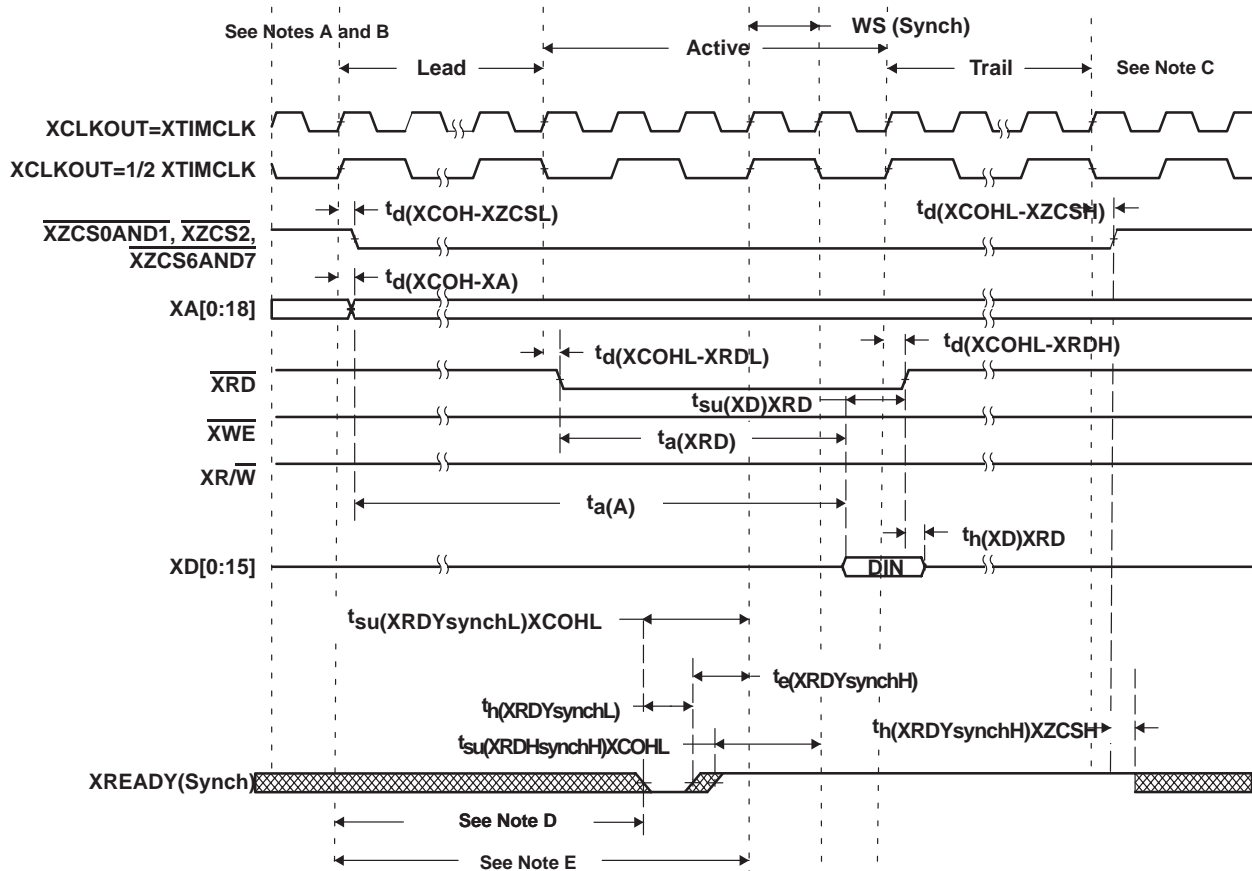 WS (Synch)
See Notes A and B
Active
Lead
Trail
See Note C
XCLKOUT=XTIMCLK
XCLKOUT=1/2 XTIMCLK
td(XCOH-XZCSL)
td(XCOHL-XZCSH)
XZCS0AND1, XZCS2,
XZCS6AND7
td(XCOH-XA)
XA[0:18]
td(XCOHL-XRDL)
td(XCOHL-XRDH)
XRD
tsu(XD)XRD
XWE
ta(XRD)
XR/W
ta(A)
th(XD)XRD
XD[0:15]
DIN
tsu(XRDYsynchL)XCOHL
te(XRDYsynchH)
th(XRDYsynchL)
th(XRDYsynchH)XZCSH
tsu(XRDHsynchH)XCOHL
XREADY(Synch)
See Note D
See Note E